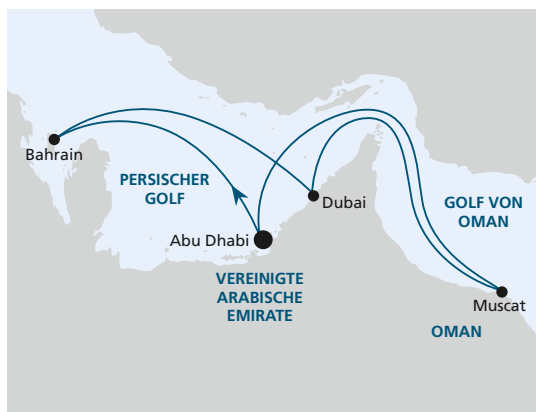 Bahrain
PERSISCHER
GOLF
Dubai
GOLF VON
OMAN
Abu Dhabi
VEREINIGTE
ARABISCHE
EMIRATE
Muscat
OMAN